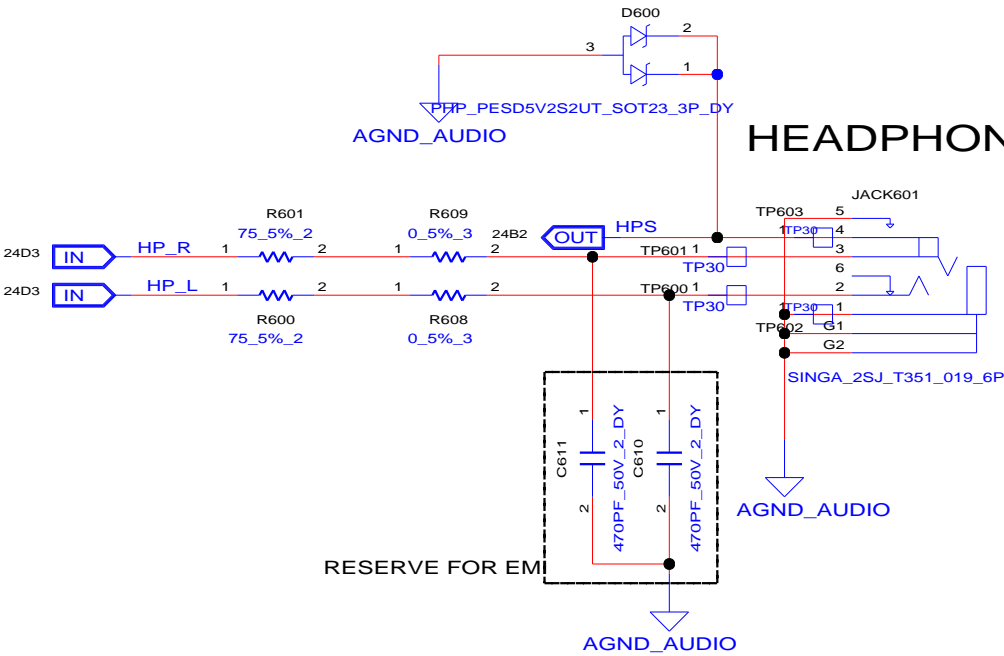 D600
2
3
1
PHP_PESD5V2S2UT_SOT23_3P_DY
AGND_AUDIO
HEADPHON
JACK601
R601
75_5%_2
R609
0_5%_3
24B2
OUT
HPS
TP603
5
1
TP30
4
24D3
IN
HP_R
1
2
1
2
TP601
1
TP30
3
6
24D3
IN
HP_L
1
2
1
2
TP600
1
TP30
2
1
TP30
1
R600
75_5%_2
R608
0_5%_3
TP602
G1
G2
SINGA_2SJ_T351_019_6P
1
1
C611
470PF_50V_2_DY
C610
470PF_50V_2_DY
2
2
AGND_AUDIO
RESERVE FOR EMI
AGND_AUDIO